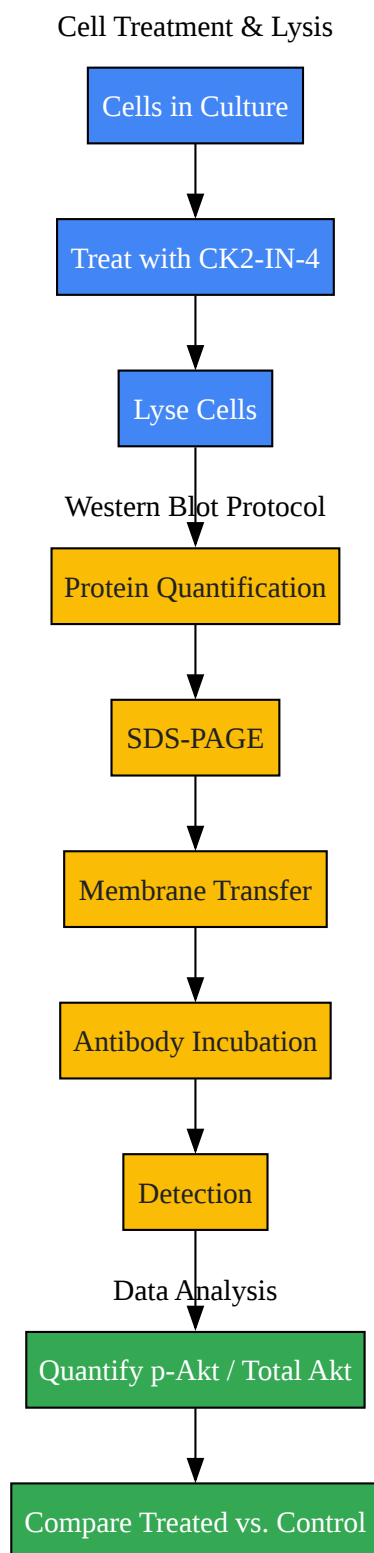 Cell Treatment & Lysis
Cells in Culture
Treat with CK2-IN-4
Lyse Cells
Western Blot Protocol
Protein Quantification
SDS-PAGE
Membrane Transfer
Antibody Incubation
Detection
Data Analysis
Quantify p-Akt / Total Akt
Compare Treated vs. Control